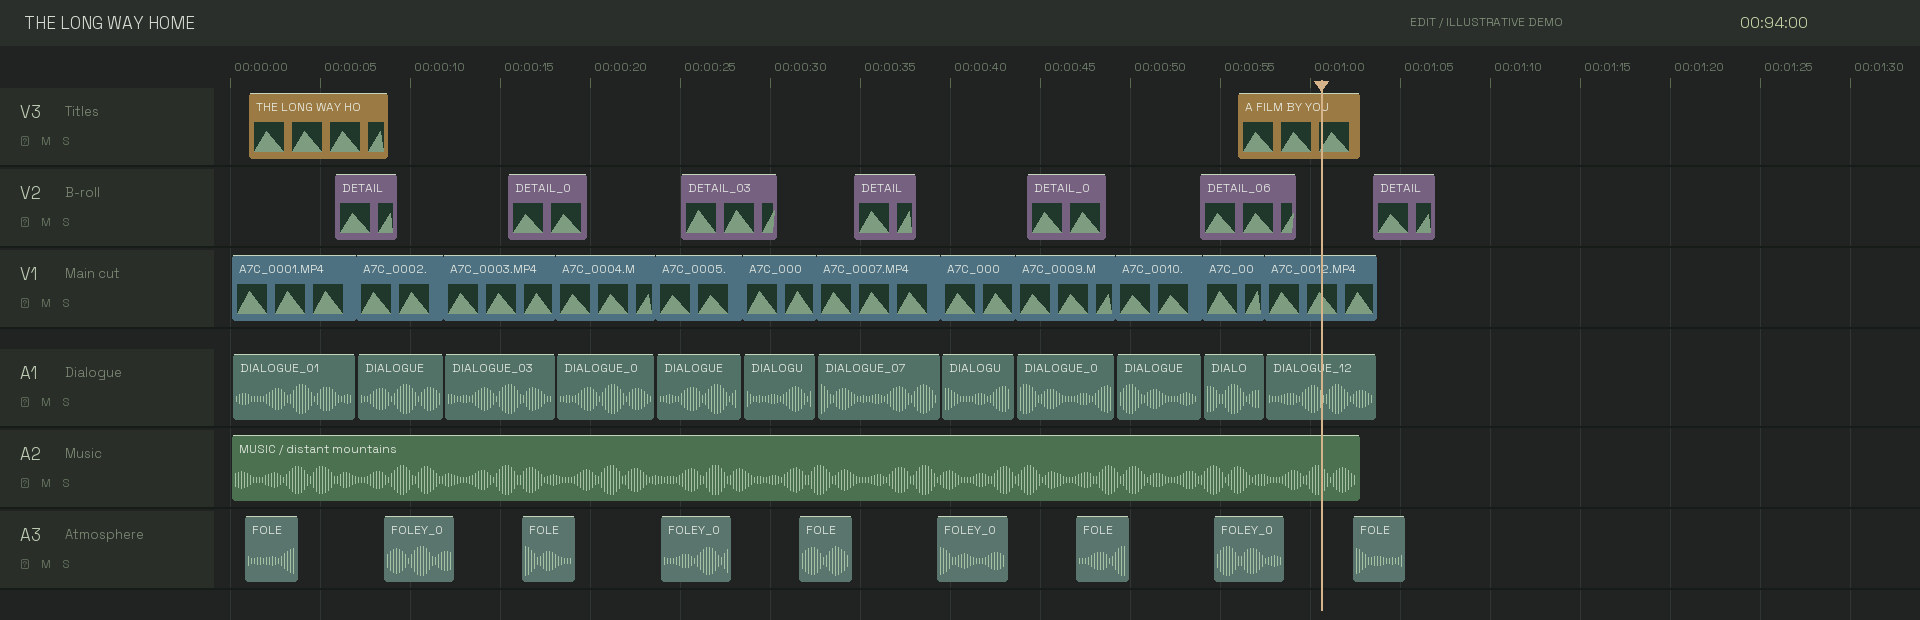 THE LONG WAY HOME
EDIT / ILLUSTRATIVE DEMO
00:94:00
00:00:00 00:00:05 00:00:10 00:00:15 00:00:20 00:00:25 00:00:30 00:00:35 00:00:40 00:00:45 00:00:50 00:00:55 00:01:00 00:01:05 00:01:10 00:01:15 00:01:20 00:01:25 00:01:30
V3 Titles
M S
THE LONG WAY HO
A FILM BY YOU
V2 B-roll
M S
DETAIL DETAIL_0 DETAIL_03 DETAIL DETAIL_0 DETAIL_06 DETAIL
V1 Main cut
M S
A7C_0001.MP4 A7C_0002. A7C_0003.MP4 A7C_0004.M A7C_0005. A7C_000 A7C_0007.MP4 A7C_000 A7C_0009.M A7C_0010. A7C_00 A7C_0012.MP4
A1 Dialogue
M S
DIALOGUE_01 DIALOGUE DIALOGUE_03 DIALOGUE_0 DIALOGUE DIALOGU DIALOGUE_07 DIALOGU DIALOGUE_0 DIALOGUE DIALO DIALOGUE_12
A2 Music
M S
MUSIC / distant mountains
A3 Atmosphere
M S
FOLE FOLEY_0 FOLE FOLEY_0 FOLE FOLEY_0 FOLE FOLEY_0 FOLE